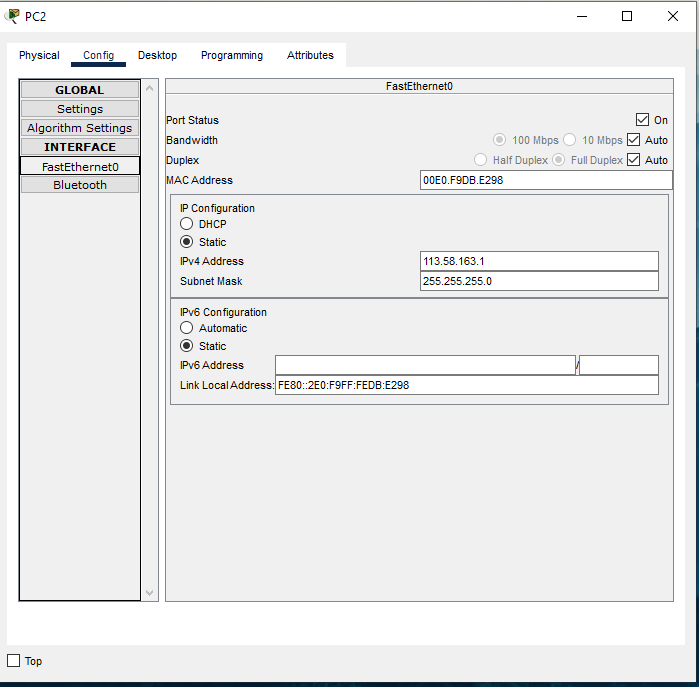 PC2
Physical Config Desktop Programming Attributes
GLOBAL
Settings
Algorithm Settings
INTERFACE
FastEthernet0
Bluetooth
FastEthernet0
Port Status On
Bandwidth 100 Mbps 10 Mbps Auto
Duplex Half Duplex Full Duplex Auto
MAC Address 00E0.F9DB.E298
IP Configuration
DHCP
Static
IPv4 Address 113.58.163.1
Subnet Mask 255.255.255.0
IPv6 Configuration
Automatic
Static
IPv6 Address /
Link Local Address: FE80::2E0:F9FF:FEDB:E298
Top